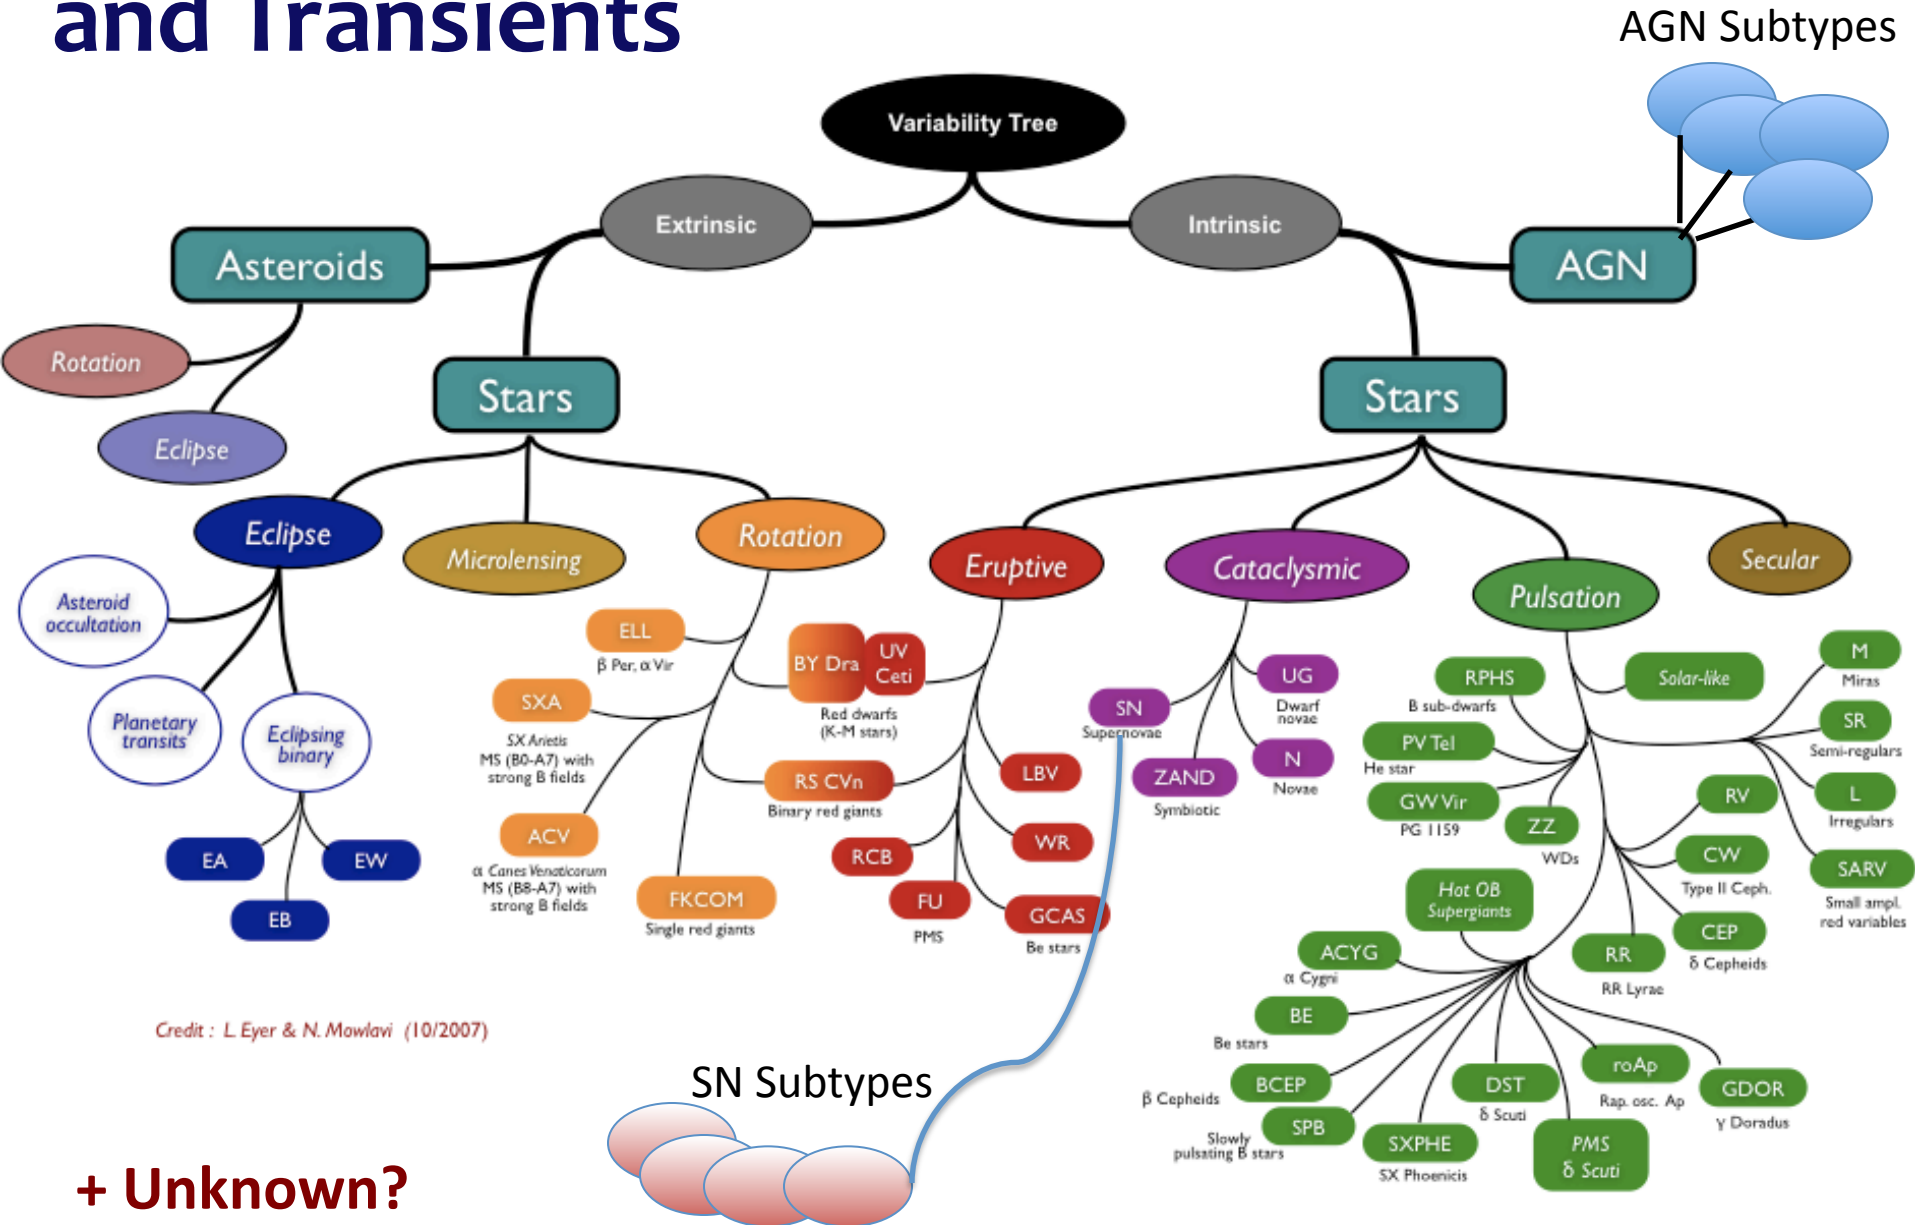 and Transients
AGN Subtypes
Variability Tree
Extrinsic
Intrinsic
Asteroids
AGN
Rotation
Eclipse
Stars
Stars
Eclipse
Microlensing
Rotation
Eruptive
Cataclysmic
Pulsation
Secular
Asteroid
occultation
Planetary
transits
Eclipsing
binary
EA
EB
EW
ELL
β Per, α Vir
SXA
SX Arietis
MS (B0-A7) with
strong B fields
ACV
α Canes Venaticorum
MS (B8-A7) with
strong B fields
FKCOM
Single red giants
BY Dra
UV
Ceti
Red dwarfs
(K-M stars)
RS CVn
Binary red giants
LBV
WR
RCB
FU
PMS
GCAS
Be stars
SN
Supernovae
UG
Dwarf
novae
ZAND
Symbiotic
N
Novae
RPHS
B sub-dwarfs
Solar-like
PV Tel
He star
GW Vir
PG 1159
ZZ
WDs
M
Miras
SR
Semi-regulars
L
Irregulars
SARV
Small ampl.
red variables
RV
CW
Type II Ceph.
CEP
δ Cepheids
RR
RR Lyrae
Hot OB
Supergiants
ACYG
α Cygni
BE
Be stars
BCEP
β Cepheids
SPB
Slowly
pulsating B stars
SXPHE
SX Phoenicis
DST
δ Scuti
PMS
δ Scuti
roAp
Rap. osc. Ap
GDOR
γ Doradus
Credit : L. Eyer & N. Mowlavi (10/2007)
SN Subtypes
+ Unknown?